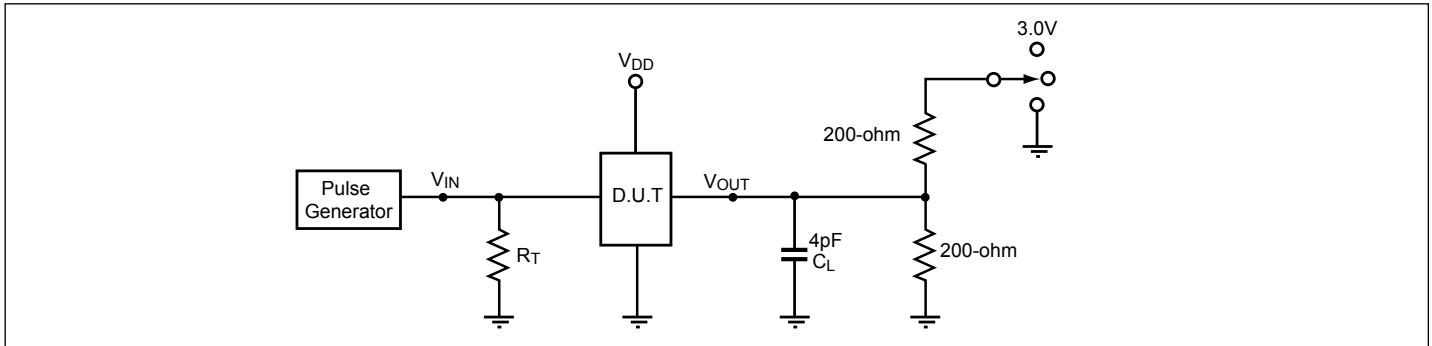 3.0V
VDD
200-ohm
Pulse
Generator
VIN
D.U.T
VOUT
4pF
CL
RT
200-ohm